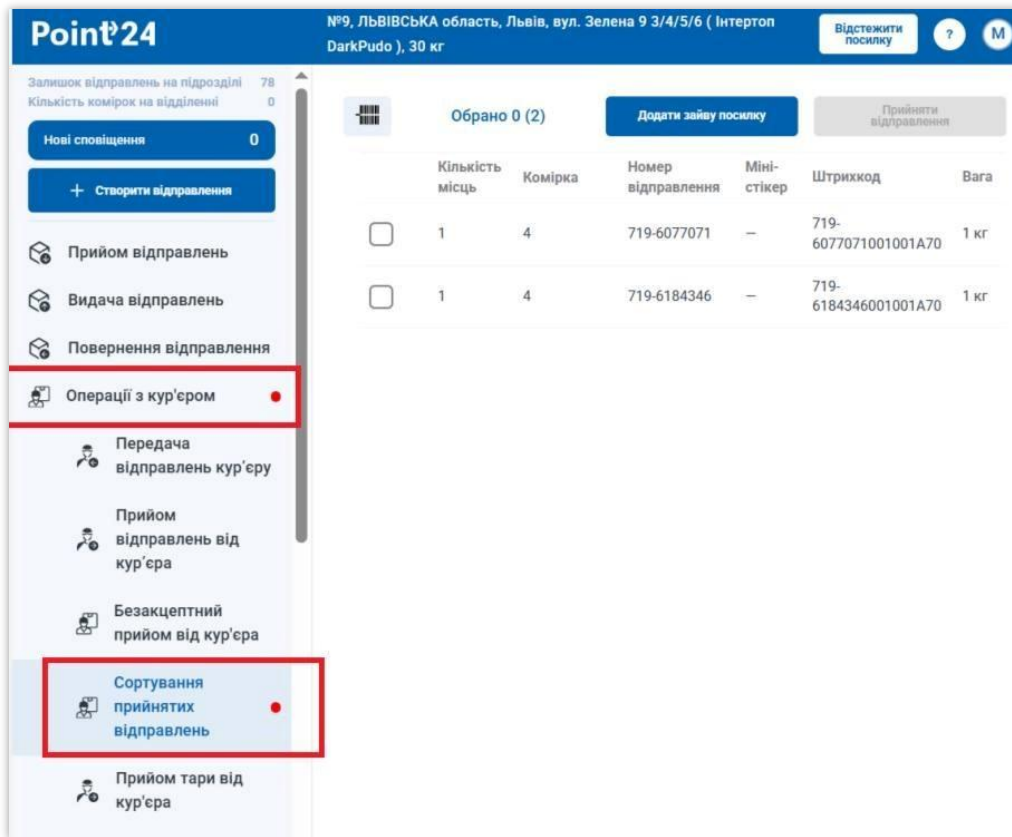 Point24
№9, ЛЬВІВСЬКА область, Львів, вул. Зелена 9 3/4/5/6 ( Інтертоп
DarkPudo ), 30 кг
Відстежити
посилку
?
М
Залишок відправлень на підрозділі 78
Кількість комірок на відділенні 0
Нові сповіщення 0
+ Створити відправлення
Прийом відправлень
Видача відправлень
Повернення відправлення
Операції з кур'єром
Передача
відправлень кур'єру
Прийом
відправлень від
кур'єра
Безакцептний
прийом від кур'єра
Сортування
прийнятих
відправлень
Прийом тари від
кур'єра
Обрано 0 (2)
Додати зайву посилку
Прийняти
відправлення
Кількість
місць
Комірка
Номер
відправлення
Міні-
стікер
Штрихкод
Вага
1 4 719-6077071 — 719-
6077071001001A70 1 кг
1 4 719-6184346 — 719-
6184346001001A70 1 кг